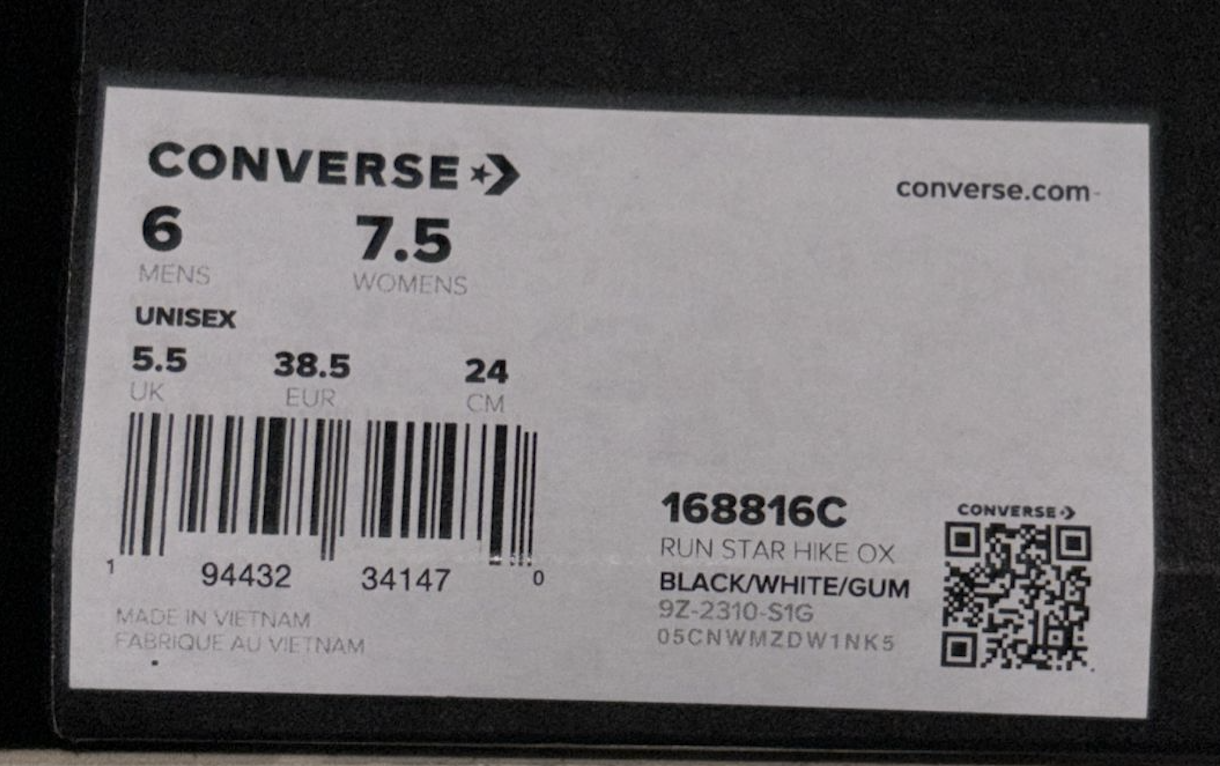 CONVERSE
converse.com
6 7.5
MENS WOMENS
UNISEX
5.5 38.5 24
UK EUR CM
1 94432 34147 0
MADE IN VIETNAM
FABRIQUE AU VIETNAM
168816C
RUN STAR HIKE OX
BLACK/WHITE/GUM
9Z-2310-S1G
05CNWMZDW1NK5
CONVERSE